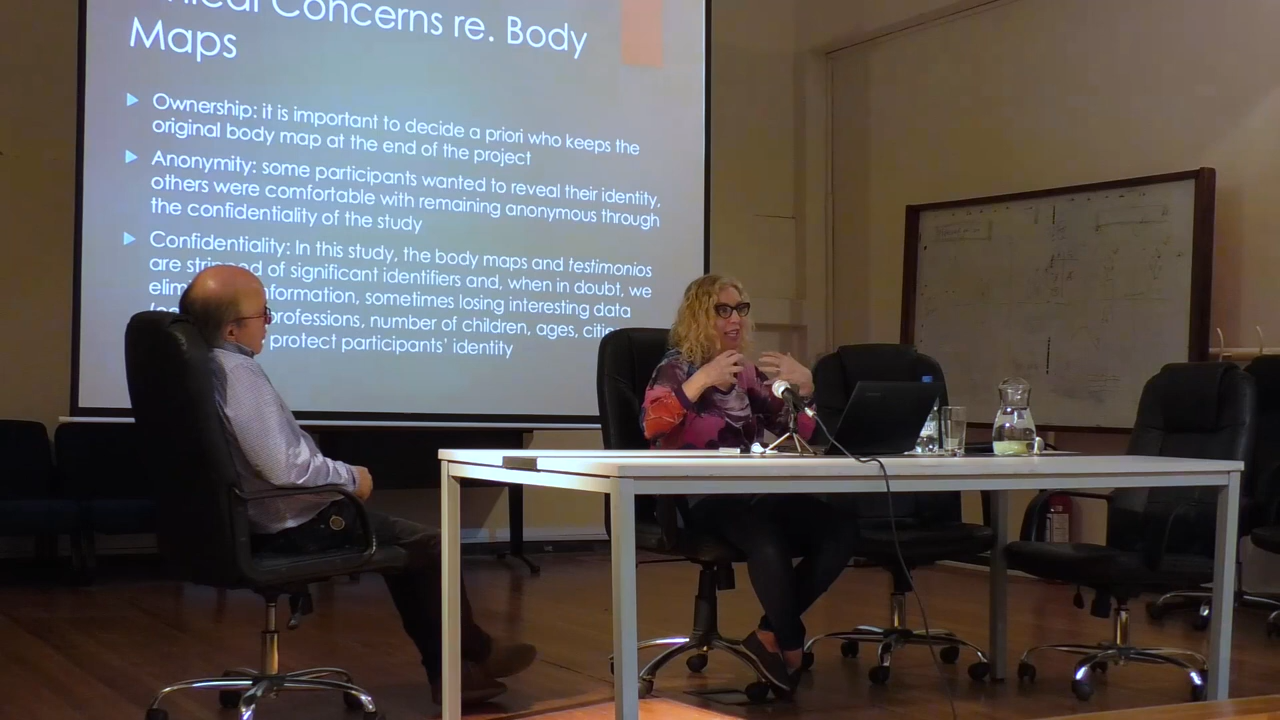 Concerns re. Body
Maps
Ownership: it is important to decide a priori who keeps the
original body map at the end of the project
Anonymity: some participants wanted to reveal their identity,
others were comfortable with remaining anonymous through
the confidentiality of the study
Confidentiality: In this study, the body maps and testimonios
are stripped of significant identifiers and, when in doubt, we
information, sometimes losing interesting data
professions, number of children, ages,
protect participants' identity